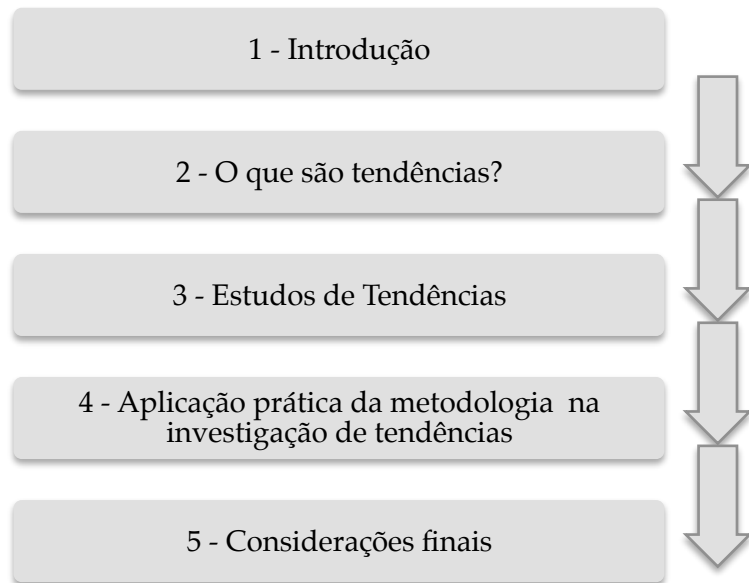 1 - Introdução
2 - O que são tendências?
3 - Estudos de Tendências
4 - Aplicação prática da metodologia na
investigação de tendências
5 - Considerações finais